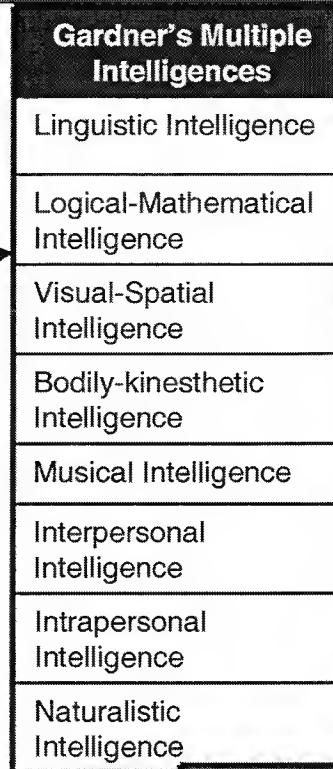 Gardner's Multiple
Intelligences
Linguistic Intelligence
Logical-Mathematical
Intelligence
Visual-Spatial
Intelligence
Bodily-kinesthetic
Intelligence
Musical Intelligence
Interpersonal
Intelligence
Intrapersonal
Intelligence
Naturalistic
Intelligence